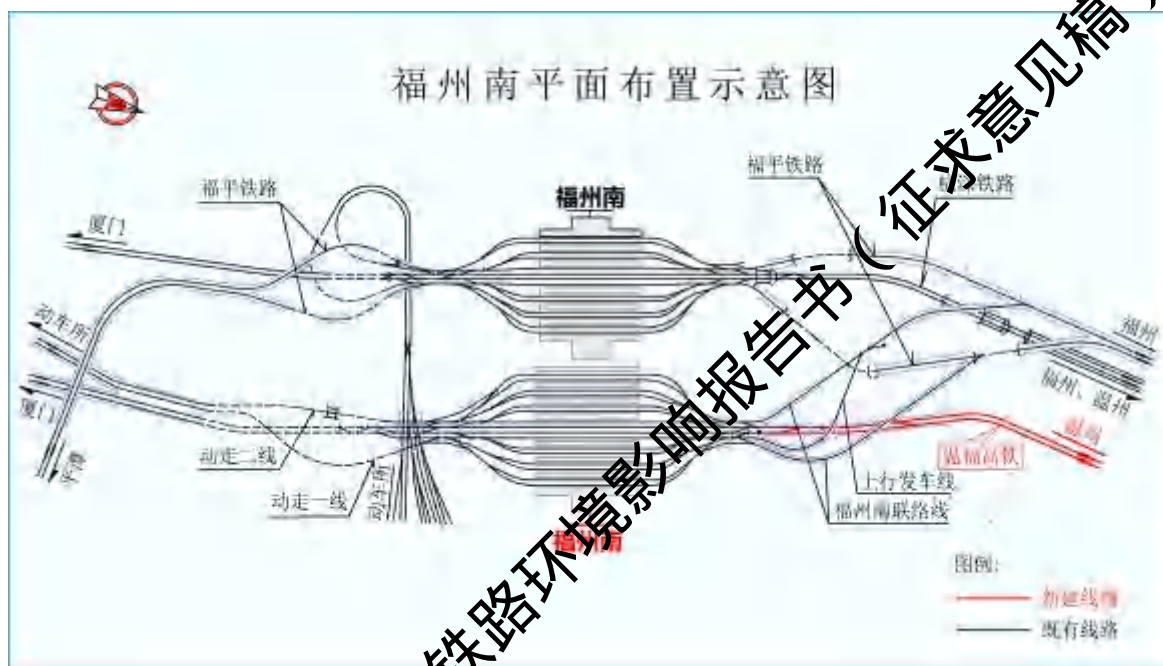 福州南平面布置示意图
福平铁路
福州南
福平铁路
厦门
动车所
厦门
平潭
动走二线
动走一线
动车所
福州南
福州
福州、温州
温福高铁
上行发车线
福州南联络线
图例：
新建线路
既有线路
铁路环境影响报告书（征求意见稿）